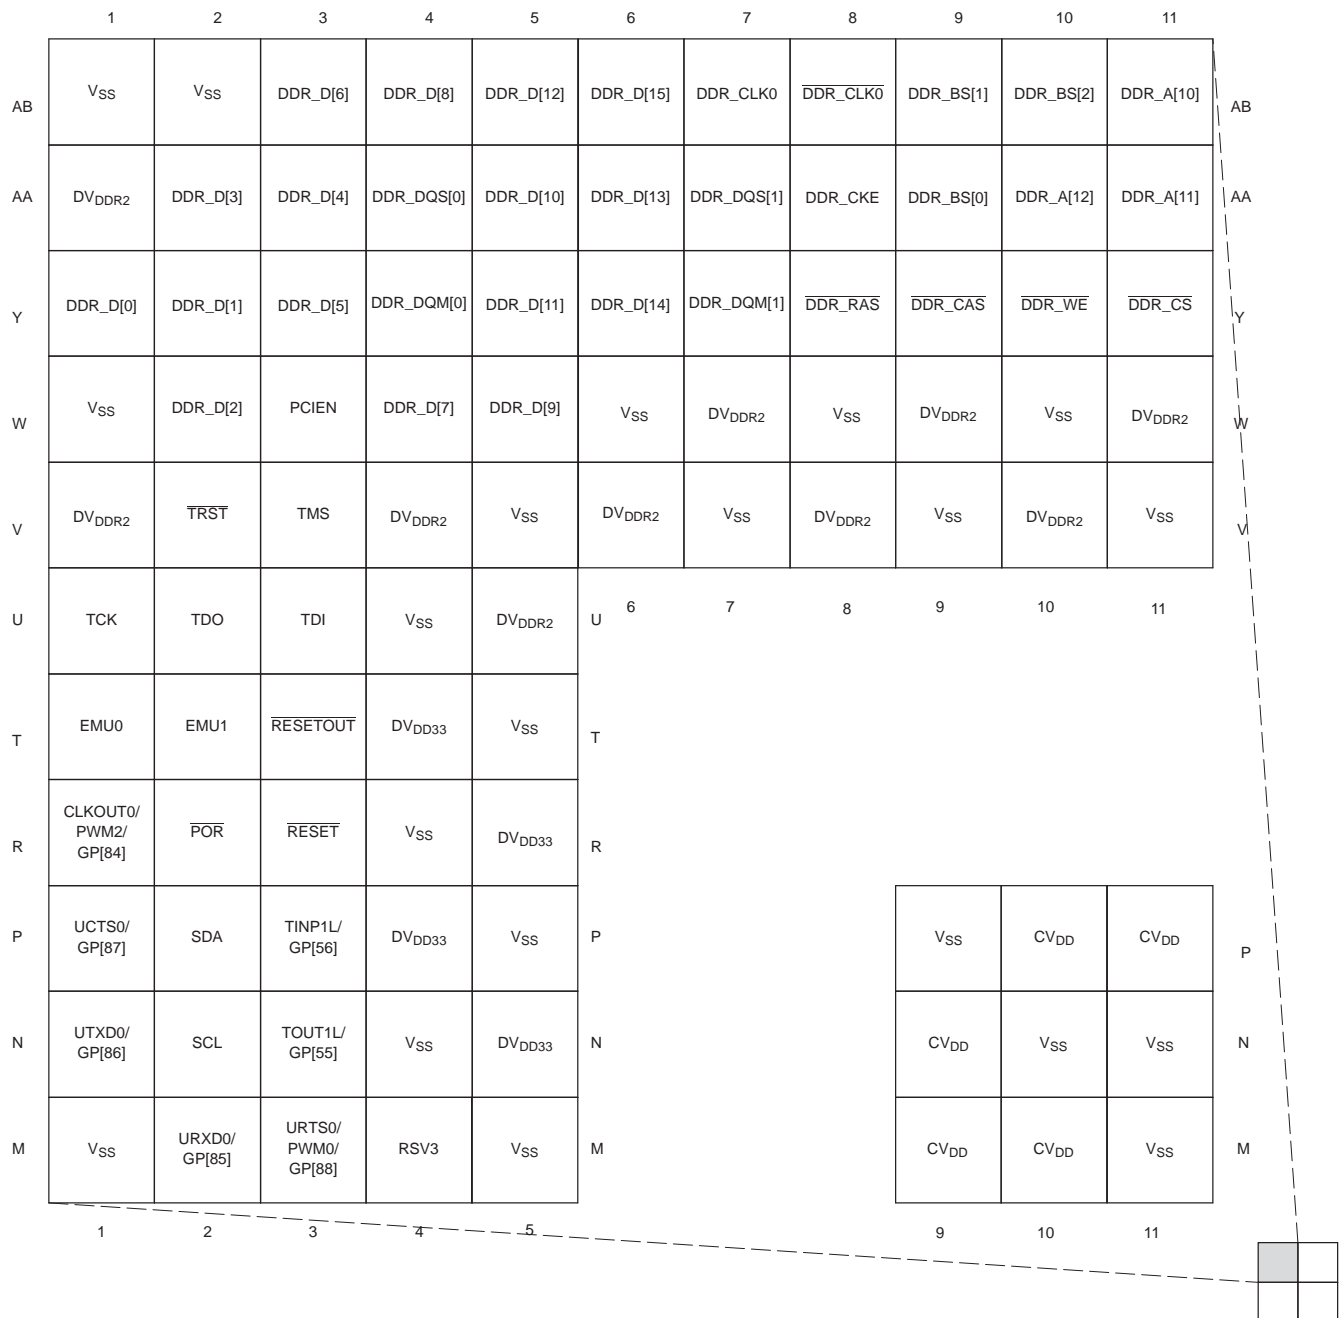 1 2 3 4 5 6 7 8 9 10 11
AB VSS VSS DDR_D[6] DDR_D[8] DDR_D[12] DDR_D[15] DDR_CLK0 DDR_CLK0 DDR_BS[1] DDR_BS[2] DDR_A[10] AB
AA DVDDR2 DDR_D[3] DDR_D[4] DDR_DQS[0] DDR_D[10] DDR_D[13] DDR_DQS[1] DDR_CKE DDR_BS[0] DDR_A[12] DDR_A[11] AA
Y DDR_D[0] DDR_D[1] DDR_D[5] DDR_DQM[0] DDR_D[11] DDR_D[14] DDR_DQM[1] DDR_RAS DDR_CAS DDR_WE DDR_CS Y
W VSS DDR_D[2] PCIEN DDR_D[7] DDR_D[9] VSS DVDDR2 VSS DVDDR2 VSS DVDDR2 W
V DVDDR2 TRST TMS DVDDR2 VSS DVDDR2 VSS DVDDR2 VSS DVDDR2 VSS V
U TCK TDO TDI VSS DVDDR2 U 6 7 8 9 10 11
T EMU0 EMU1 RESETOUT DVDD33 VSS T
CLKOUT0/
R PWM2/ POR RESET VSS DVDD33 R
GP[84]
P UCTS0/ SDA TINP1L/ DVDD33 VSS P VSS CVDD CVDD P
GP[87] GP[56]
N UTXD0/ SCL TOUT1L/ VSS DVDD33 N CVDD VSS VSS N
GP[86] GP[55]
URXD0/ URTS0/
M VSS GP[85] PWM0/ RSV3 VSS M CVDD CVDD VSS M
GP[88]
1 2 3 4 5 9 10 11